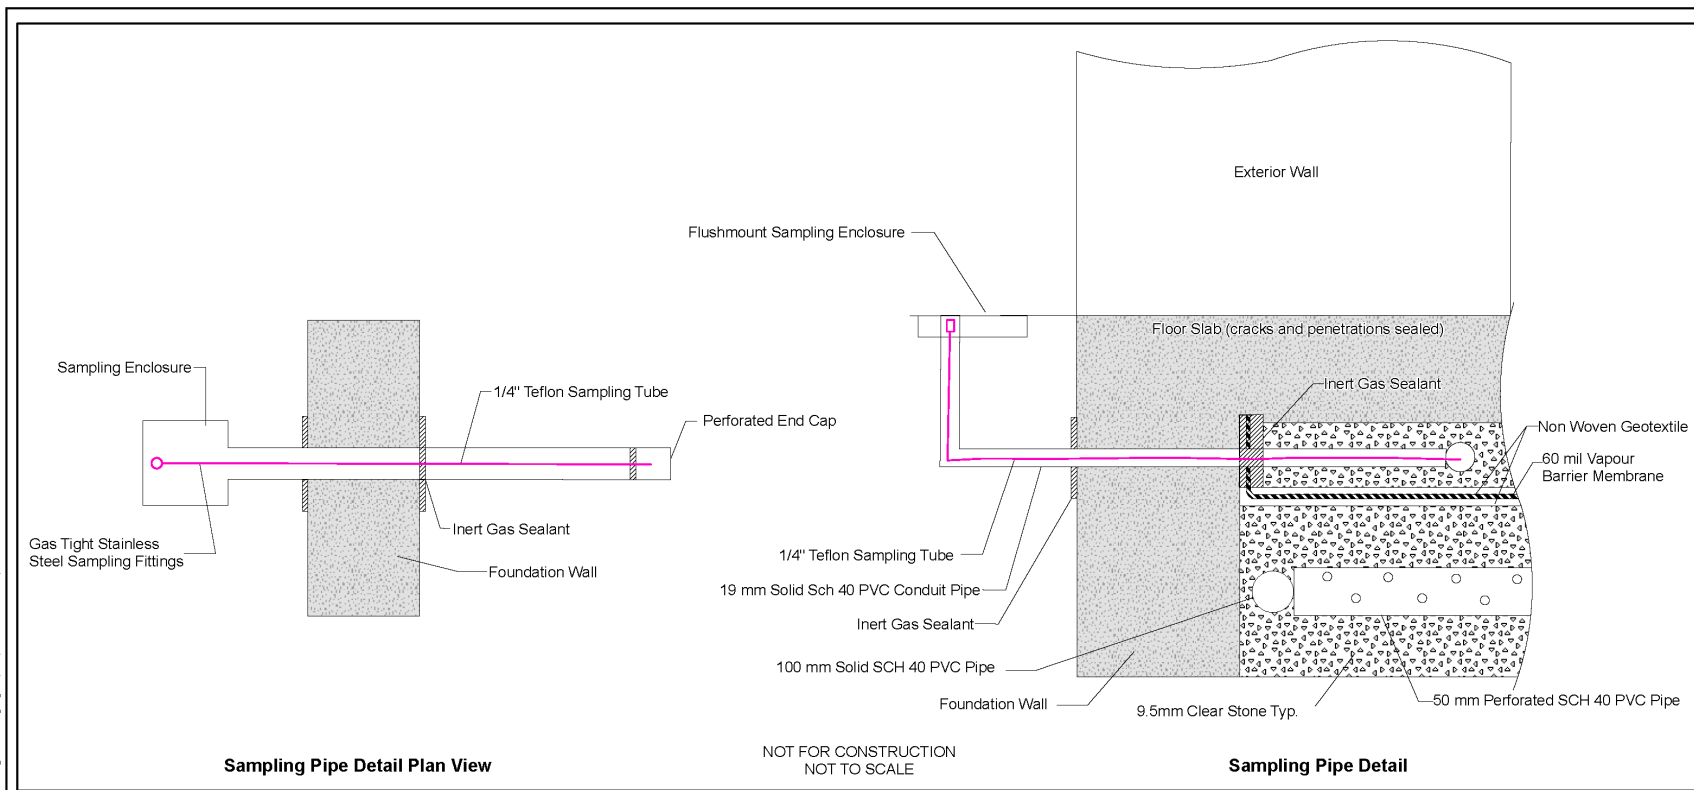 Exterior Wall
Flushmount Sampling Enclosure
Floor Slab (cracks and penetrations sealed)
Sampling Enclosure
1/4" Teflon Sampling Tube
Perforated End Cap
Inert Gas Sealant
Non Woven Geotextile
60 mil Vapour
Barrier Membrane
Inert Gas Sealant
Gas Tight Stainless
Steel Sampling Fittings
Foundation Wall
1/4" Teflon Sampling Tube
19 mm Solid Sch 40 PVC Conduit Pipe
Inert Gas Sealant
100 mm Solid SCH 40 PVC Pipe
Foundation Wall
9.5mm Clear Stone Typ.
50 mm Perforated SCH 40 PVC Pipe
Sampling Pipe Detail Plan View
NOT FOR CONSTRUCTION
NOT TO SCALE
Sampling Pipe Detail